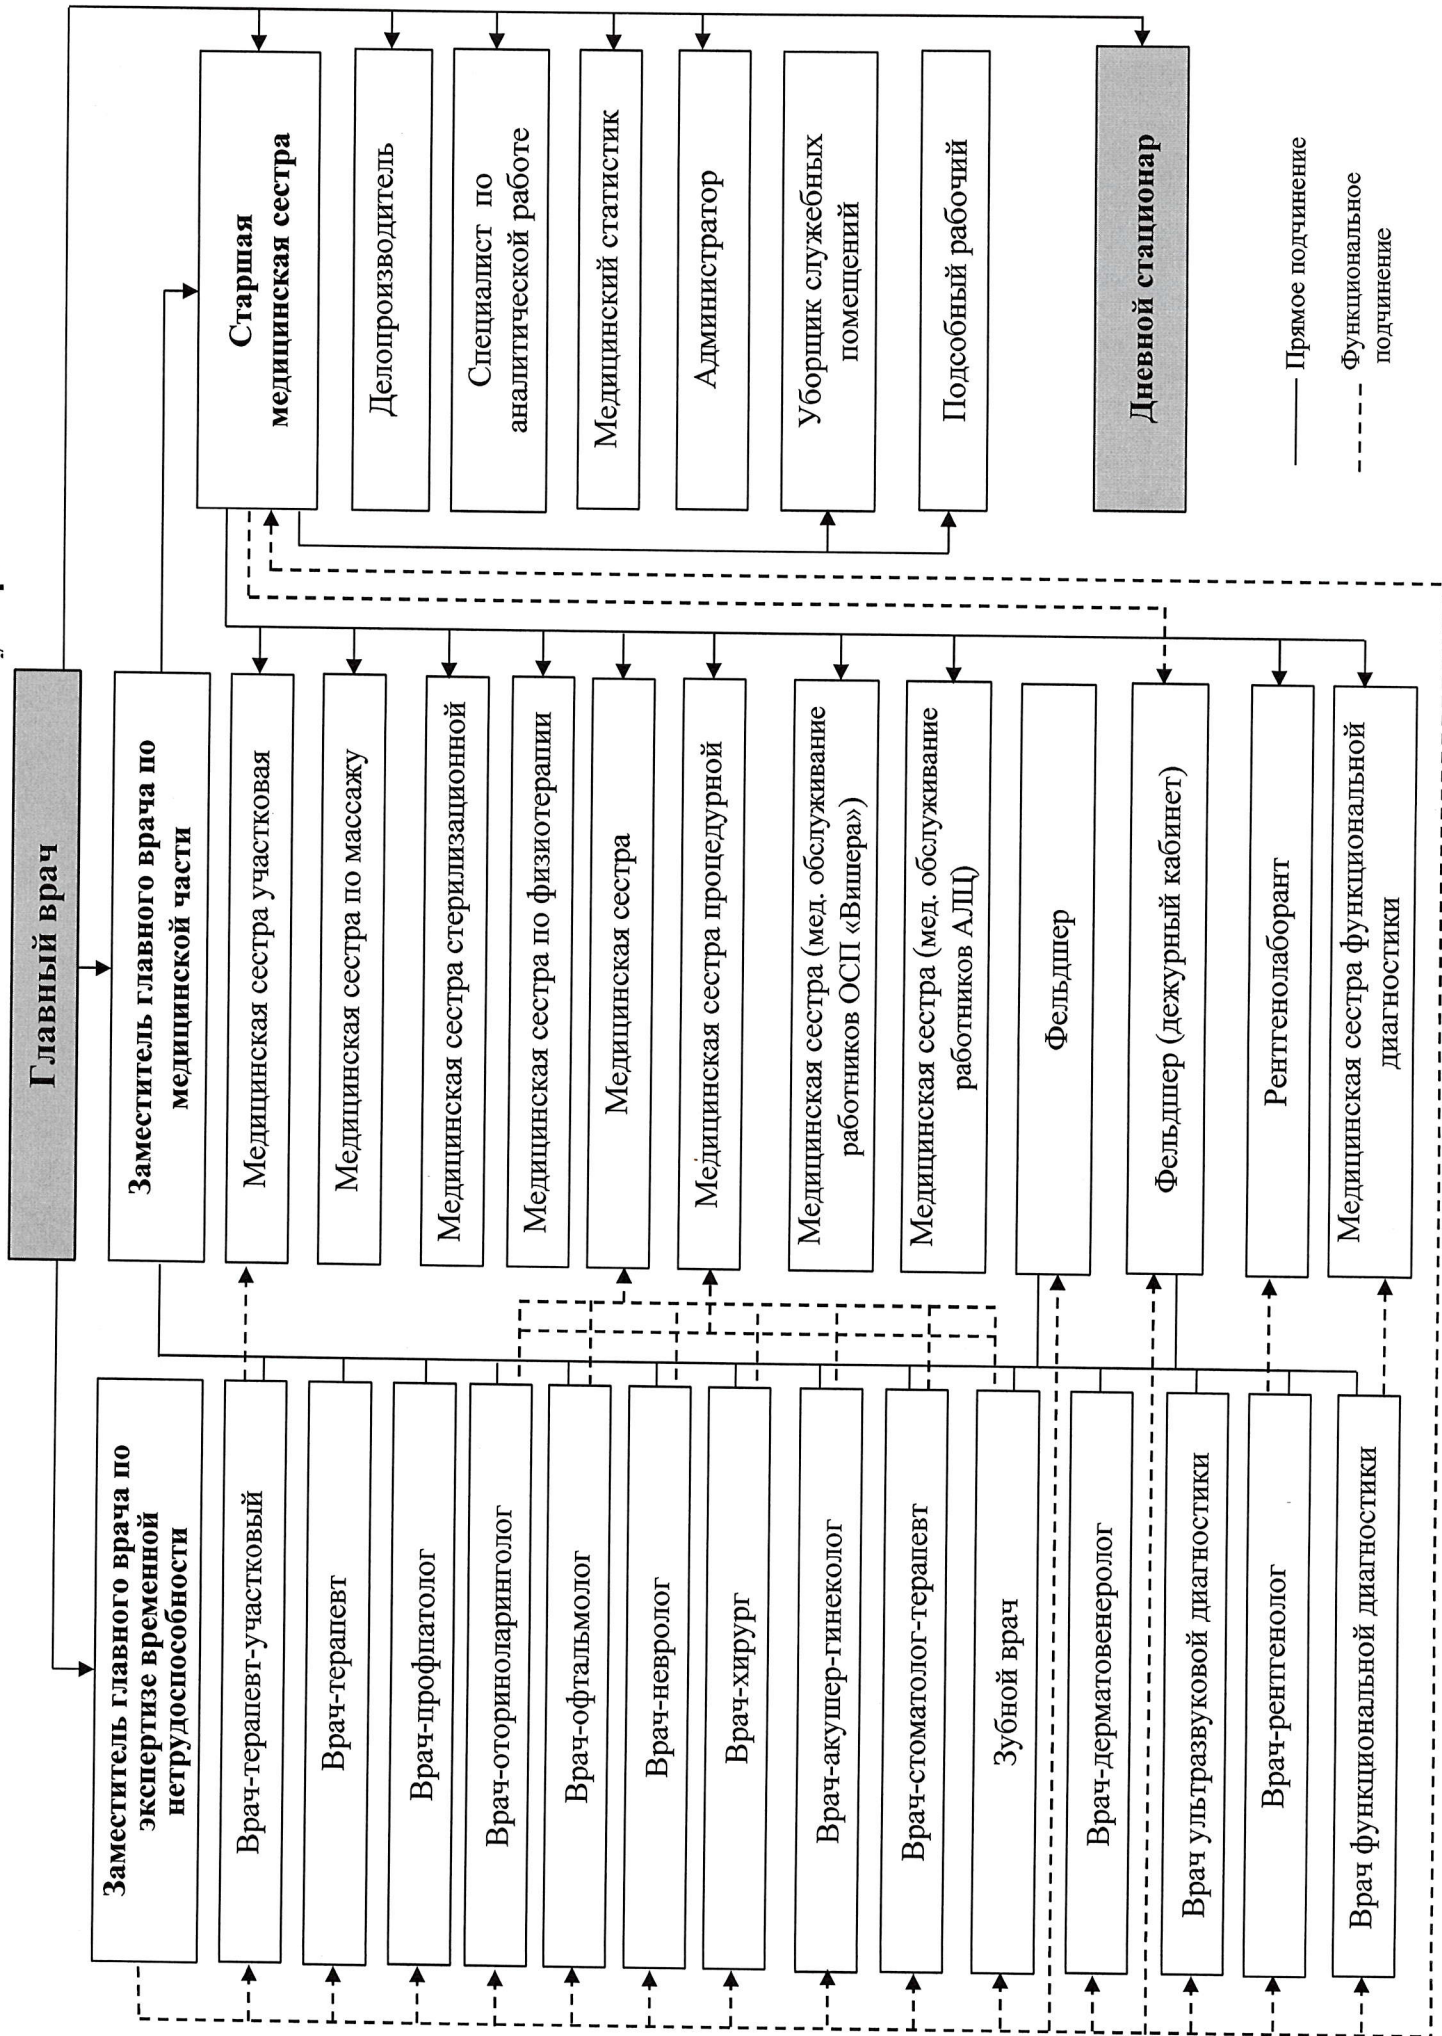 Главный врач
Заместитель главного врача по
экспертизе временной
нетрудоспособности
Врач-терапевт-участковый
Врач-терапевт
Врач-профпатолог
Врач-оториноларинголог
Врач-офтальмолог
Врач-невролог
Врач-хирург
Врач-акушер-гинеколог
Врач-стоматолог-терапевт
Зубной врач
Врач-дерматовенеролог
Врач ультразвуковой диагностики
Врач-рентгенолог
Врач функциональной диагностики
Заместитель главного врача по
медицинской части
Медицинская сестра участковая
Медицинская сестра по массажу
Медицинская сестра стерилизационной
Медицинская сестра по физиотерапии
Медицинская сестра
Медицинская сестра процедурной
Медицинская сестра (мед. обслуживание
работников ОСП «Вишера»)
Медицинская сестра (мед. обслуживание
работников АЛЦ)
Фельдшер
Фельдшер (дежурный кабинет)
Рентгенолаборант
Медицинская сестра функциональной
диагностики
Старшая
медицинская сестра
Делопроизводитель
Специалист по
аналитической работе
Медицинский статистик
Администратор
Уборщик служебных
помещений
Подсобный рабочий
Дневной стационар
Прямое подчинение
Функциональное
подчинение